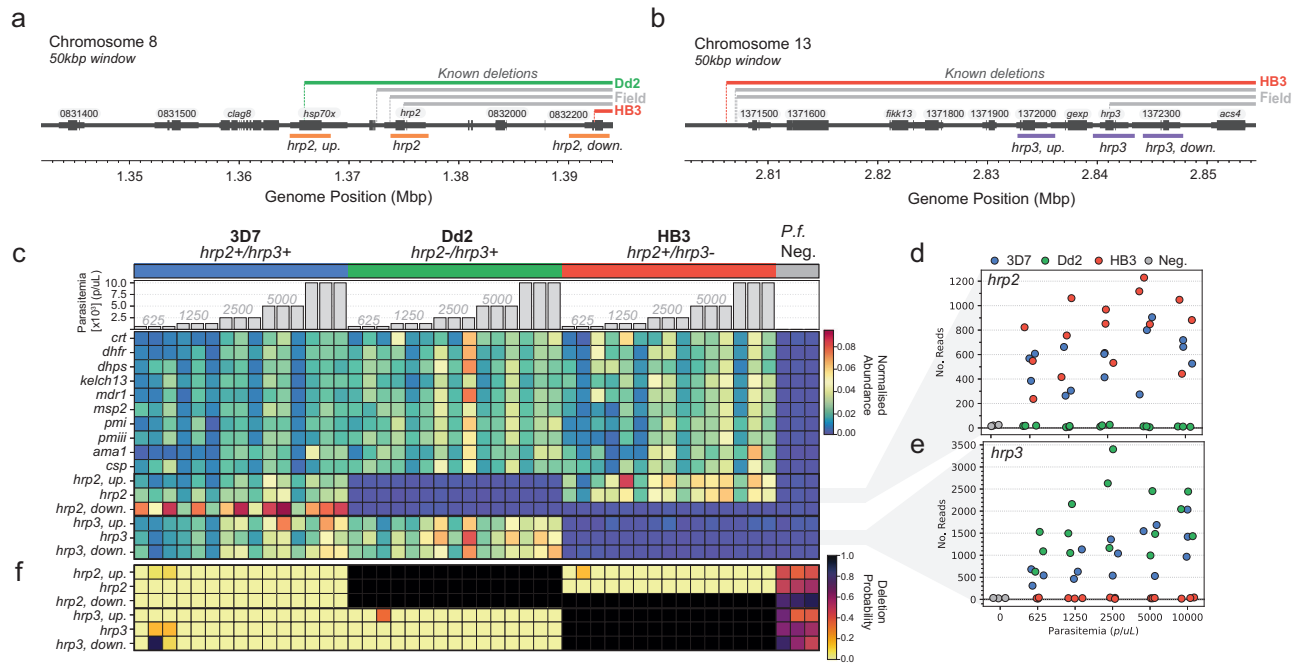 a
Chromosome 8
50kbp window
Known deletions
Dd2
Field
HB3
0831400
0831500
clag8
hsp70x
hrp2
0832000
0832200
hrp2, up.
hrp2
hrp2, down.
1.35
1.36
1.37
1.38
1.39
Genome Position (Mbp)
b
Chromosome 13
50kbp window
Known deletions
HB3
Field
1371500
1371600
fikk13
1371800
1371900
1372000
gexp
hrp3
1372300
acs4
hrp3, up.
hrp3
hrp3, down.
2.81
2.82
2.83
2.84
2.85
Genome Position (Mbp)
c
3D7
hrp2+/hrp3+
Dd2
hrp2-/hrp3+
HB3
hrp2+/hrp3-
P.f.
Neg.
Parasitemia
[x10³] (p/uL)
10.0
7.5
5.0
2.5
625
1250
2500
5000
625
1250
2500
5000
625
1250
2500
5000
crt
dhfr
dhps
kelch13
mdr1
msp2
pmi
pmiii
ama1
csp
hrp2, up.
hrp2
hrp2, down.
hrp3, up.
hrp3
hrp3, down.
0.08
0.06
0.04
0.02
0.00
Normalised
Abundance
f
hrp2, up.
hrp2
hrp2, down.
hrp3, up.
hrp3
hrp3, down.
1.0
0.8
0.6
0.4
0.2
0.0
Deletion
Probability
d
3D7
Dd2
HB3
Neg.
hrp2
1200
1000
800
600
400
200
0
No. Reads
e
hrp3
3500
3000
2500
2000
1500
1000
500
0
No. Reads
0
625
1250
2500
5000
10000
Parasitemia (p/uL)